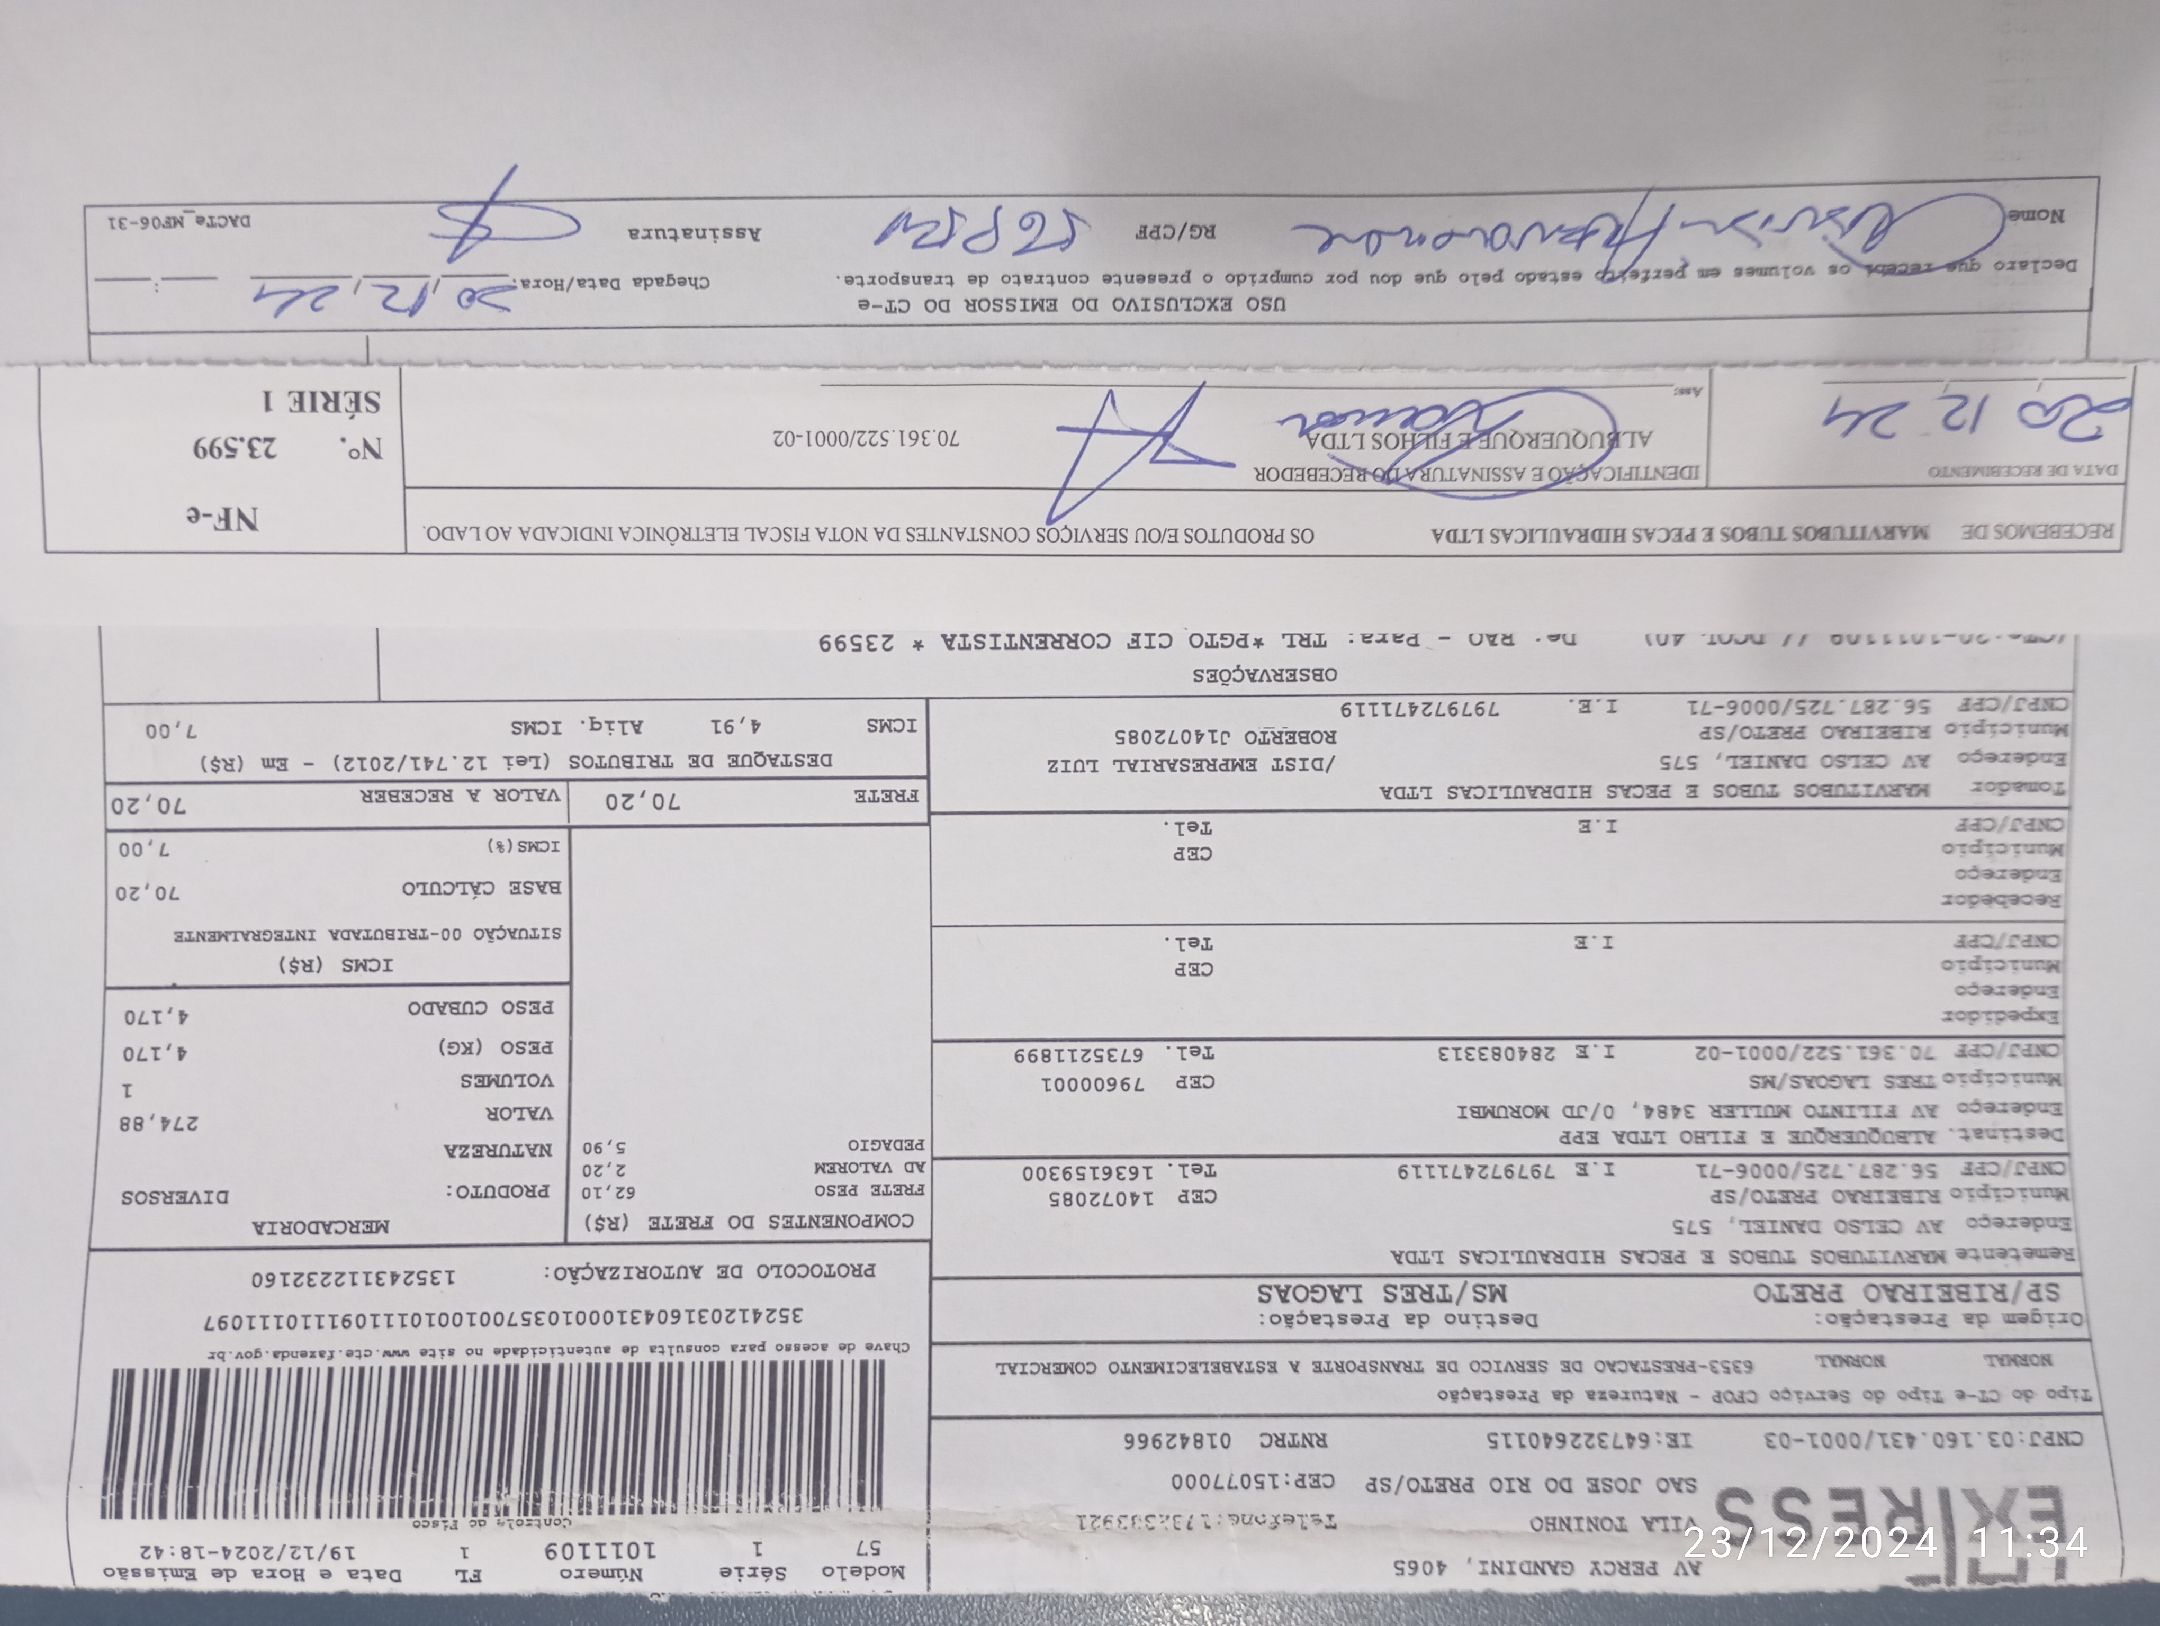 EXPRESS
AV PERCY GANDINI, 4065
VILA TONINHO
SAO JOSE DO RIO PRETO/SP CEP:15077000
CNPJ:03.160.431/0001-03 IE:647322640115 RNTRC 01842966
Modelo Série Número FL Data e Hora de Emissão
57 1 1011109 1 19/12/2024-18:42
Controle do Fisco
Chave de acesso para consulta de autenticidade no site www.cte.fazenda.gov.br
PROTOCOLO DE AUTORIZAÇÃO: 135243112232160
Tipo do CT-e Tipo do Serviço CFOP - Natureza da Prestação
NORMAL NORMAL 6353-PRESTACAO DE SERVICO DE TRANSPORTE A ESTABELECIMENTO COMERCIAL
Origem da Prestação: Destino da Prestação:
SP/RIBEIRAO PRETO MS/TRES LAGOAS
Remetente MARVITUBOS TUBOS E PECAS HIDRAULICAS LTDA
Endereço AV CELSO DANIEL, 575
Município RIBEIRAO PRETO/SP CEP 14072085
CNPJ/CPF 56.287.725/0006-71 I.E 797972471119 Tel. 1636159300
Destinat. ALBUQUERQUE E FILHO LTDA EPP
Endereço AV FILINTO MULLER 3484, 0/JD MORUMBI
Município TRES LAGOAS/MS CEP 79600001
CNPJ/CPF 70.361.522/0001-02 I.E 284083313 Tel. 6735211899
Expedidor
Endereço
Município CEP
CNPJ/CPF I.E Tel.
Recebedor
Endereço
Município CEP
CNPJ/CPF I.E Tel.
Tomador MARVITUBOS TUBOS E PECAS HIDRAULICAS LTDA
Endereço AV CELSO DANIEL, 575 /DIST EMPRESARIAL LUIZ
Município RIBEIRAO PRETO/SP ROBERTO J14072085
CNPJ/CPF 56.287.725/0006-71 I.E. 797972471119
COMPONENTES DO FRETE (R$)
FRETE PESO 62,10
AD VALOREM 2,20
PEDAGIO 5,90
MERCADORIA
PRODUTO: DIVERSOS
NATUREZA
VALOR 274,88
VOLUMES 1
PESO (KG) 4,170
PESO CUBADO 4,170
ICMS (R$)
SITUAÇÃO 00-TRIBUTADA INTEGRALMENTE
BASE CÁLCULO 70,20
ICMS(%) 7,00
FRETE 70,20 VALOR A RECEBER 70,20
DESTAQUE DE TRIBUTOS (Lei 12.741/2012) - Em (R$)
ICMS 4,91 Aliq. ICMS 7,00
OBSERVAÇÕES
De: RAO - Para: TRL *PGTO CIF CORRENTISTA * 23599
RECEBEMOS DE MARVITUBOS TUBOS E PECAS HIDRAULICAS LTDA OS PRODUTOS E/OU SERVIÇOS CONSTANTES DA NOTA FISCAL ELETRÔNICA INDICADA AO LADO.
DATA DE RECEBIMENTO IDENTIFICAÇÃO E ASSINATURA DO RECEBEDOR
20 12 24 ALBUQUERQUE E FILHOS LTDA 70.361.522/0001-02
Ass:
NF-e
Nº. 23.599
SÉRIE 1
USO EXCLUSIVO DO EMISSOR DO CT-e
Declaro que recebi os volumes em perfeito estado pelo que dou por cumprido o presente contrato de transporte.
Chegada Data/Hora: 20,12,24
Nome RG/CPF Assinatura
DACTe_MF06-31
23/12/2024 11:34